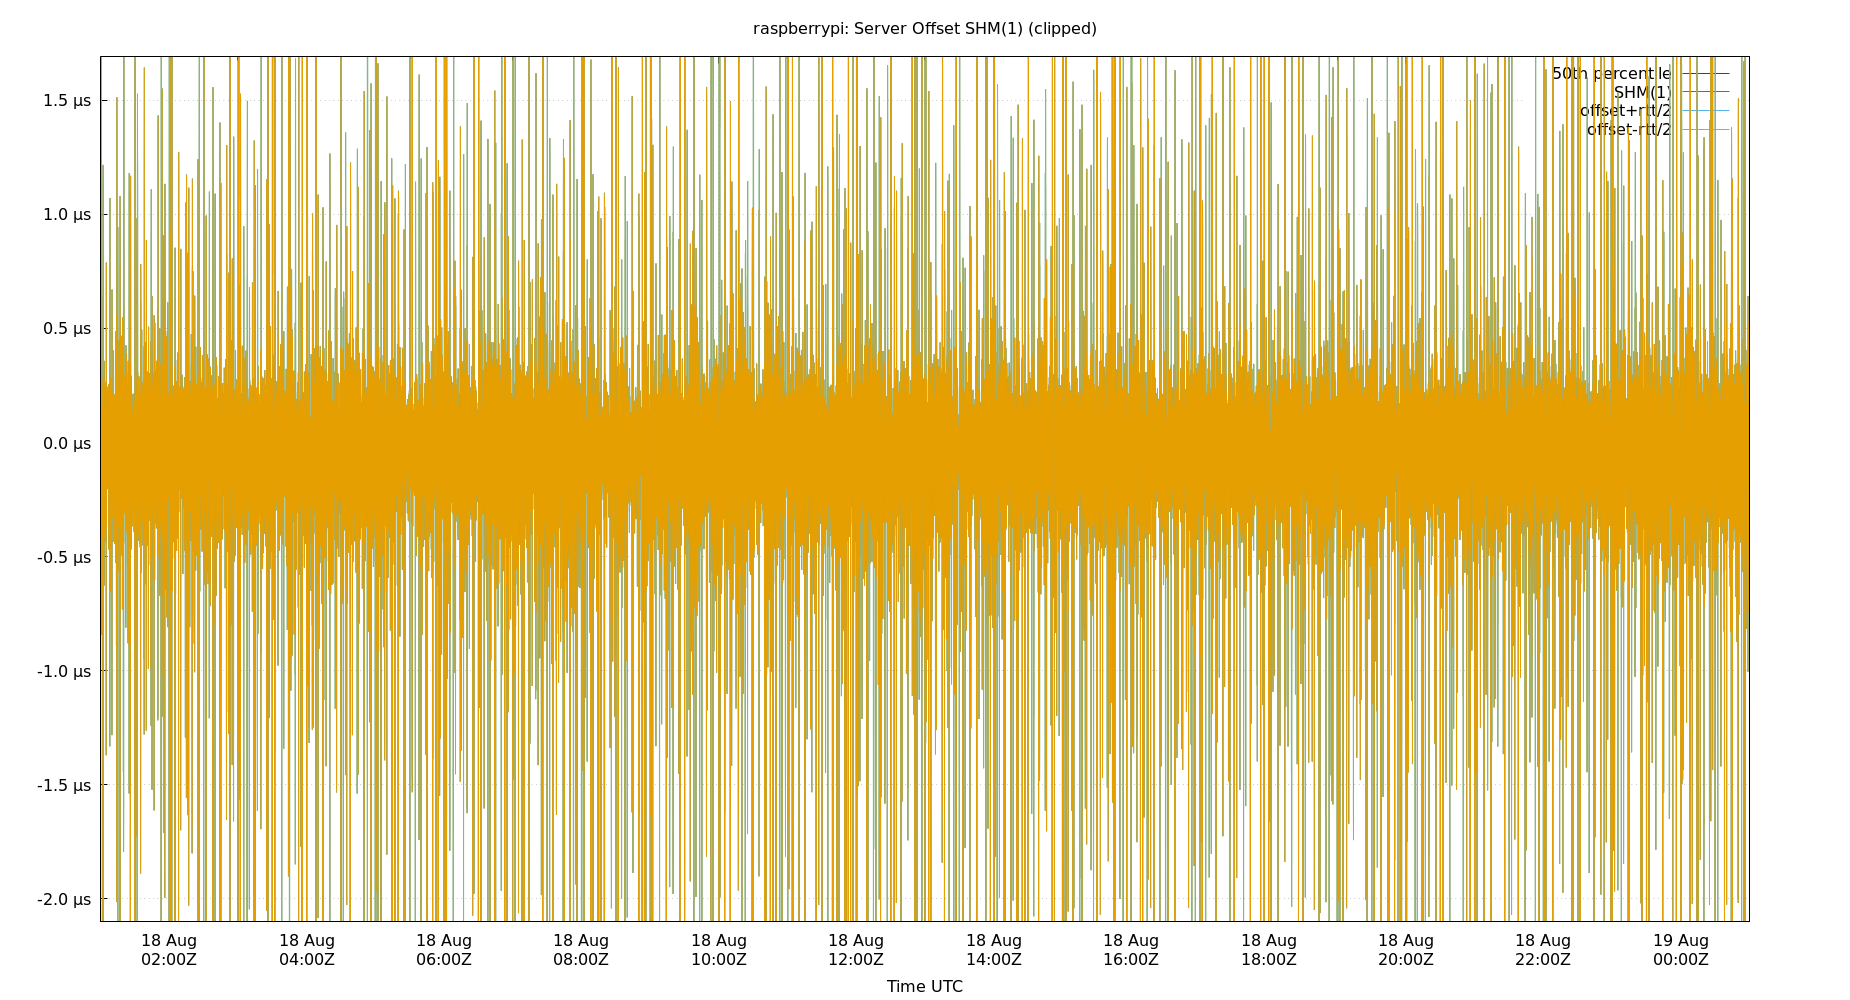 raspberrypi: Server Offset SHM(1) (clipped)
50th percentile
SHM(1)
offset+rtt/2
offset-rtt/2
1.5 µs
1.0 µs
0.5 µs
0.0 µs
-0.5 µs
-1.0 µs
-1.5 µs
-2.0 µs
18 Aug 18 Aug 18 Aug 18 Aug 18 Aug 18 Aug 18 Aug 18 Aug 18 Aug 18 Aug 18 Aug 19 Aug
02:00Z 04:00Z 06:00Z 08:00Z 10:00Z 12:00Z 14:00Z 16:00Z 18:00Z 20:00Z 22:00Z 00:00Z
Time UTC